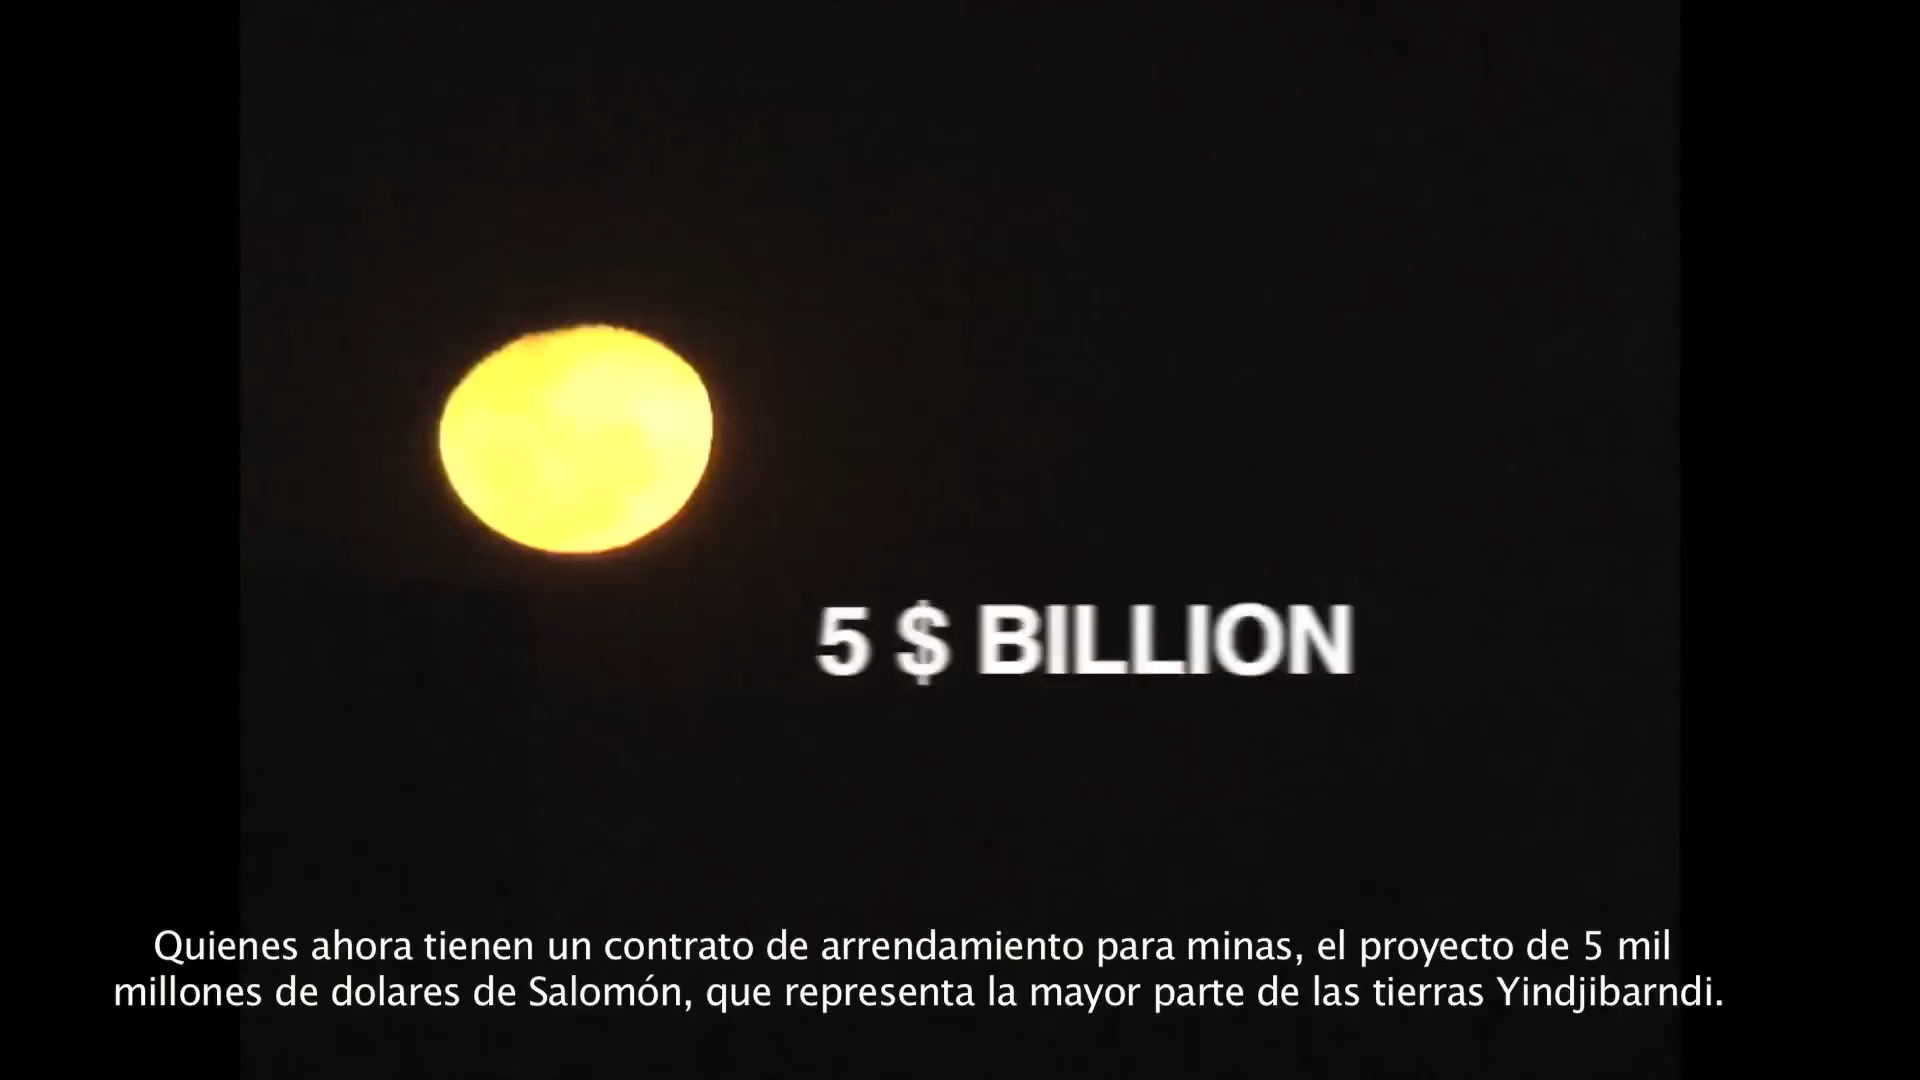 5 $ BILLION
Quienes ahora tienen un contrato de arrendamiento para minas, el proyecto de 5 mil
millones de dolares de Salomón, que representa la mayor parte de las tierras Yindjibarndi.